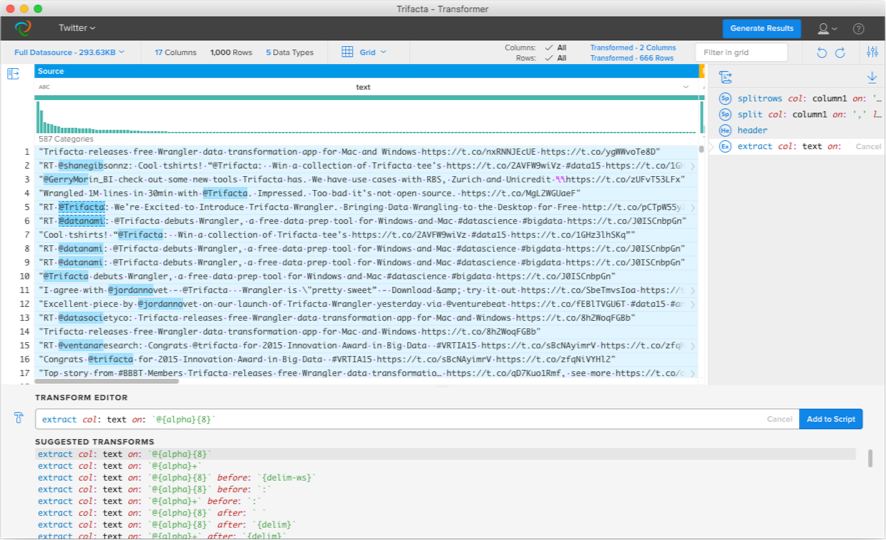 Trifacta - Transformer
Twitter
Generate Results
Full Datasource - 293.63KB
17 Columns
1,000 Rows
5 Data Types
Grid
Columns: All Transformed - 2 Columns
Rows: All Transformed - 666 Rows
Filter in grid
Source
ABC text
587 Categories
1 "Trifacta·releases·free·Wrangler·data·transformation·app·for·Mac·and·Windows·https://t.co/nxRNNJEcUE·https://t.co/ygWWvoTe8D"
2 "RT·@shanegibsonnz:·Cool·tshirts!·"@Trifacta:··Win·a·collection·of·Trifacta·tee's·https://t.co/2AVFW9wiVz·#data15·https://t.co/1G
3 "@GerryMorin_BI·check·out·some·new·tools·Trifacta·has.·We·have·use·cases·with·RBS,·Zurich·and·Unicredit·https://t.co/zUFvT53LFx"
4 "Wrangled·1M·lines·in·30min·with·@Trifacta.·Impressed.·Too·bad·it's·not·open·source.·https://t.co/MgL2WGUaeF"
5 "RT·@Trifacta:·We're·Excited·to·Introduce·Trifacta·Wrangler.·Bringing·Data·Wrangling·to·the·Desktop·for·Free·http://t.co/pCTpW55y
6 "RT·@datanami:·@Trifacta·debuts·Wrangler,·a·free·data·prep·tool·for·Windows·and·Mac·#datascience·#bigdata·https://t.co/J0ISCnbpGn"
7 "Cool·tshirts!·"@Trifacta:··Win·a·collection·of·Trifacta·tee's·https://t.co/2AVFW9wiVz·#data15·https://t.co/1GHz3lhSKq""
8 "RT·@datanami:·@Trifacta·debuts·Wrangler,·a·free·data·prep·tool·for·Windows·and·Mac·#datascience·#bigdata·https://t.co/J0ISCnbpGn"
9 "RT·@datanami:·@Trifacta·debuts·Wrangler,·a·free·data·prep·tool·for·Windows·and·Mac·#datascience·#bigdata·https://t.co/J0ISCnbpGn"
10 "@Trifacta·debuts·Wrangler,·a·free·data·prep·tool·for·Windows·and·Mac·#datascience·#bigdata·https://t.co/J0ISCnbpGn"
11 "I·agree·with·@jordannovet·--@Trifacta·--Wrangler·is·\"pretty·sweet"·--Download·&amp;·try·it·out·https://t.co/SbeTmvsIoa·https:/
12 "Excellent·piece·by·@jordannovet·on·our·launch·of·Trifacta·Wrangler·yesterday·via·@venturebeat·https://t.co/fEBlTVGU6T·#data15·#a
13 "RT·@datasocietyco:·Trifacta·releases·free·Wrangler·data·transformation·app·for·Mac·and·Windows·https://t.co/8h2WoqFGBb"
14 "Trifacta·releases·free·Wrangler·data·transformation·app·for·Mac·and·Windows·https://t.co/8h2WoqFGBb"
15 "RT·@ventanaresearch:·Congrats·@trifacta·for·2015·Innovation·Award·in·Big·Data··#VRTIA15·https://t.co/sBcNAyimrV·https://t.co/zfq
16 "Congrats·@trifacta·for·2015·Innovation·Award·in·Big·Data··#VRTIA15·https://t.co/sBcNAyimrV·https://t.co/zfqNiVYHlZ"
17 "Top·story·from·#BB8T·Members·Trifacta·releases·free·Wrangler·data·transformatio…·https://t.co/qD7Kuo1Rmf,·see·more·https://t.co/
Sp splitrows col: column1 on: '…
Sp split col: column1 on: ',' l…
He header
Ex extract col: text on: Cancel
TRANSFORM EDITOR
extract col: text on: `@{alpha}{8}`
Cancel
Add to Script
SUGGESTED TRANSFORMS
extract col: text on: `@{alpha}{8}`
extract col: text on: `@{alpha}+`
extract col: text on: `@{alpha}{8}` before: `{delim-ws}`
extract col: text on: `@{alpha}{8}` before: `:`
extract col: text on: `@{alpha}+` before: `:`
extract col: text on: `@{alpha}{8}` after: ` `
extract col: text on: `@{alpha}{8}` after: `{delim}`
extract col: text on: `@{alpha}+` after: `{delim}`